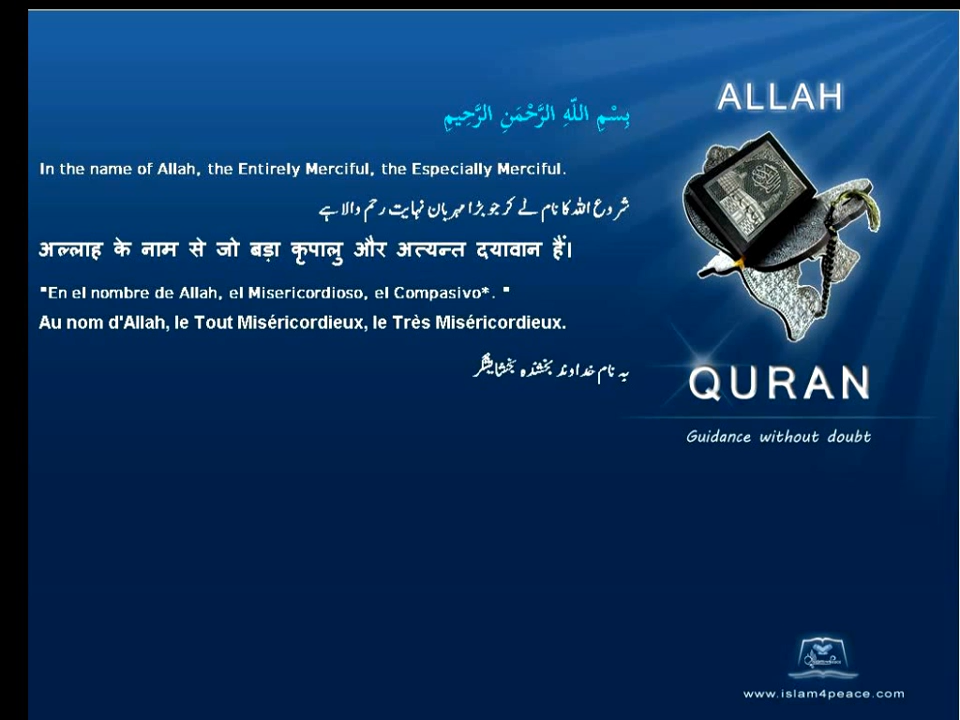 بِسْمِ اللّهِ الرَّحْمَنِ الرَّحِيمِ
In the name of Allah, the Entirely Merciful, the Especially Merciful.
شروع الله کا نام لے کر جو بڑا مہربان نہایت رحم والا ہے
अल्लाह के नाम से जो बड़ा कृपालु और अत्यन्त दयावान हैं।
"En el nombre de Allah, el Misericordioso, el Compasivo*. "
Au nom d'Allah, le Tout Miséricordieux, le Très Miséricordieux.
به نام خداوند بخشنده بخشایشگر
ALLAH
QURAN
Guidance without doubt
www.islam4peace.com